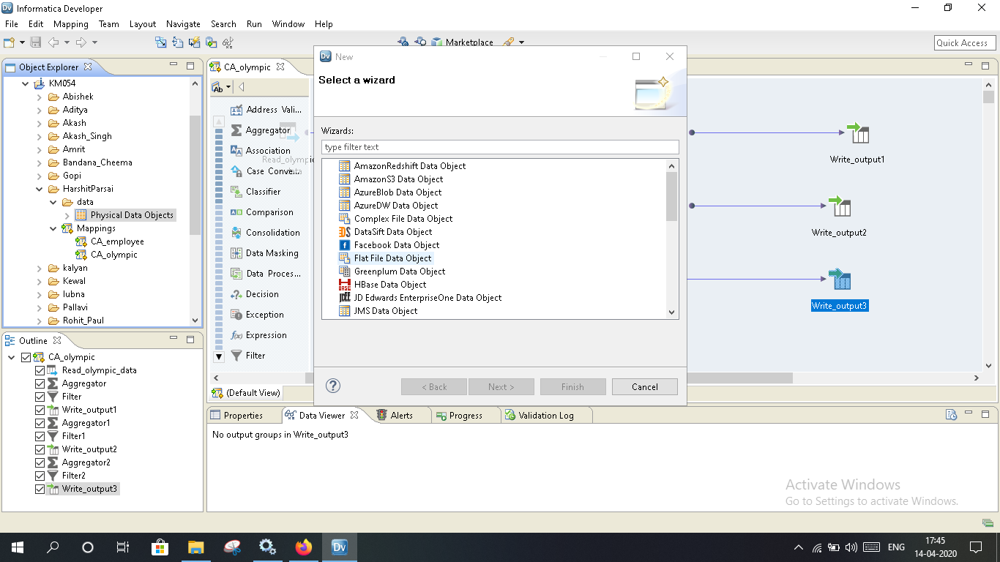 Informatica Developer
File Edit Mapping Team Layout Navigate Search Run Window Help
Marketplace
Quick Access
Object Explorer
KM054
Abishek
Aditya
Akash
Akash_Singh
Amrit
Bandana_Cheema
Gopi
HarshitParsai
data
Physical Data Objects
Mappings
CA_employee
CA_olympic
kalyan
Kewal
lubna
Pallavi
Rohit_Paul
Outline
CA_olympic
Read_olympic_data
Aggregator
Filter
Write_output1
Aggregator1
Filter1
Write_output2
Aggregator2
Filter2
Write_output3
CA_olympic
Ab
Address Vali...
Aggregator
Association
Read_olympic
data
Case Conve...
Classifier
Comparison
Consolidation
Data Masking
Data Proces...
Decision
Exception
Expression
Filter
(Default View)
New
Select a wizard
Wizards:
type filter text
AmazonRedshift Data Object
AmazonS3 Data Object
AzureBlob Data Object
AzureDW Data Object
Complex File Data Object
DataSift Data Object
Facebook Data Object
Flat File Data Object
Greenplum Data Object
HBase Data Object
JD Edwards EnterpriseOne Data Object
JMS Data Object
< Back Next > Finish Cancel
Write_output1
Write_output2
Write_output3
Properties Data Viewer Alerts Progress Validation Log
No output groups in Write_output3
Activate Windows
Go to Settings to activate Windows.
Dv
ENG
17:45
14-04-2020